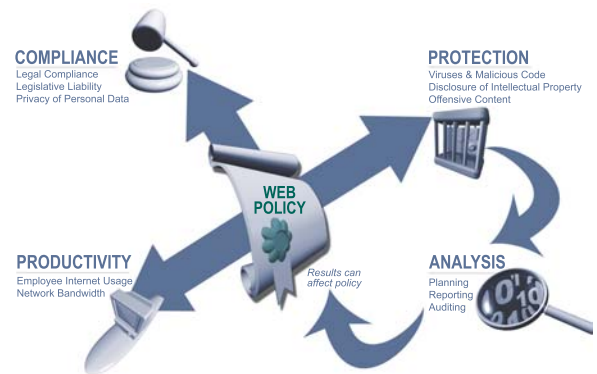 COMPLIANCE
Legal Compliance
Legislative Liability
Privacy of Personal Data
PROTECTION
Viruses & Malicious Code
Disclosure of Intellectual Property
Offensive Content
WEB
POLICY
PRODUCTIVITY
Employee Internet Usage
Network Bandwidth
Results can
affect policy
ANALYSIS
Planning
Reporting
Auditing